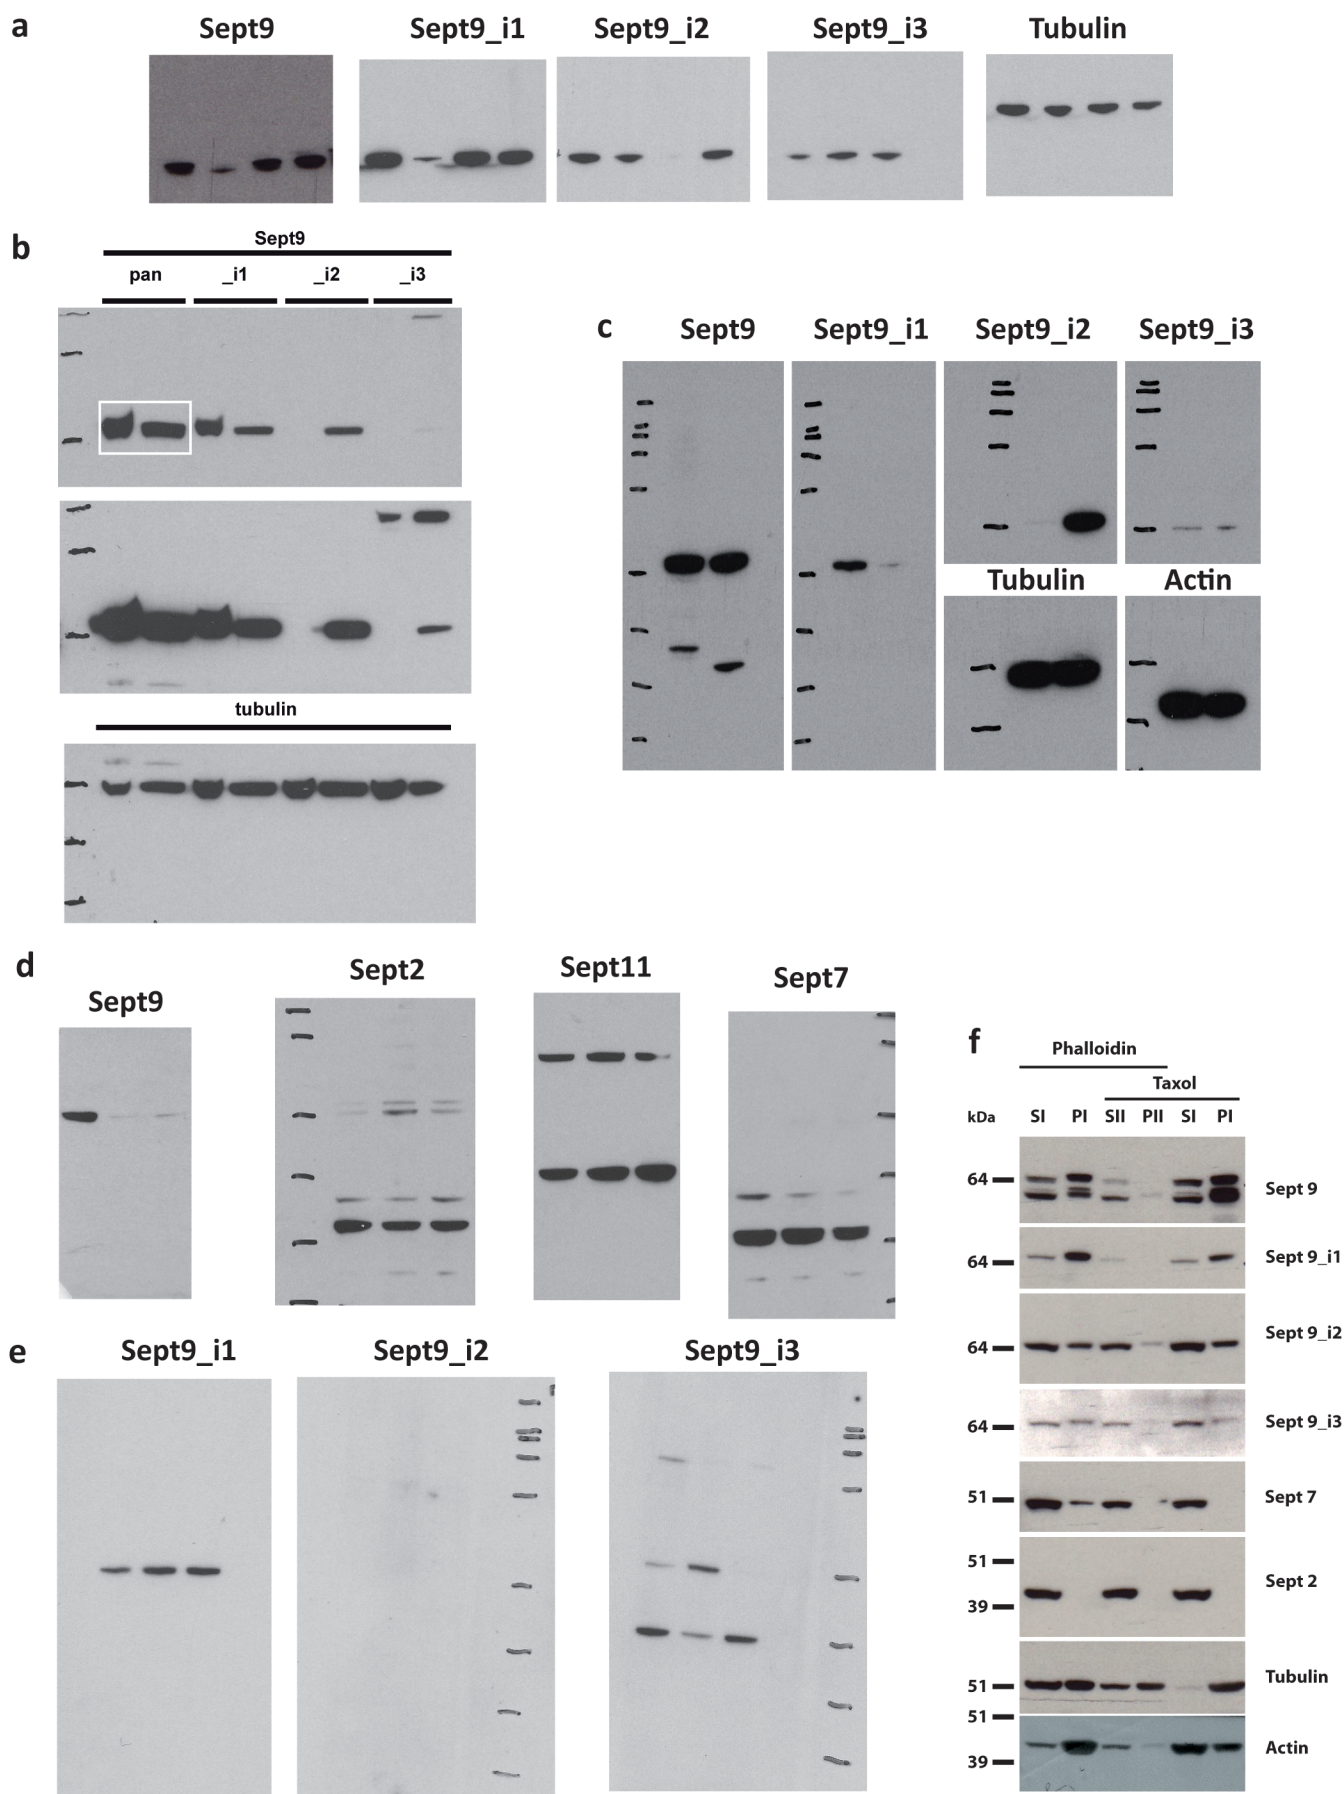 a
Sept9
Sept9_i1
Sept9_i2
Sept9_i3
Tubulin
b
Sept9
pan
_i1
_i2
_i3
tubulin
c
Sept9
Sept9_i1
Sept9_i2
Sept9_i3
Tubulin
Actin
d
Sept9
Sept2
Sept11
Sept7
e
Sept9_i1
Sept9_i2
Sept9_i3
f
Phalloidin
Taxol
kDa SI PI SII PII SI PI
64 Sept 9
64 Sept 9_i1
64 Sept 9_i2
64 Sept 9_i3
51 Sept 7
51
Sept 2
39
51 Tubulin
51
Actin
39